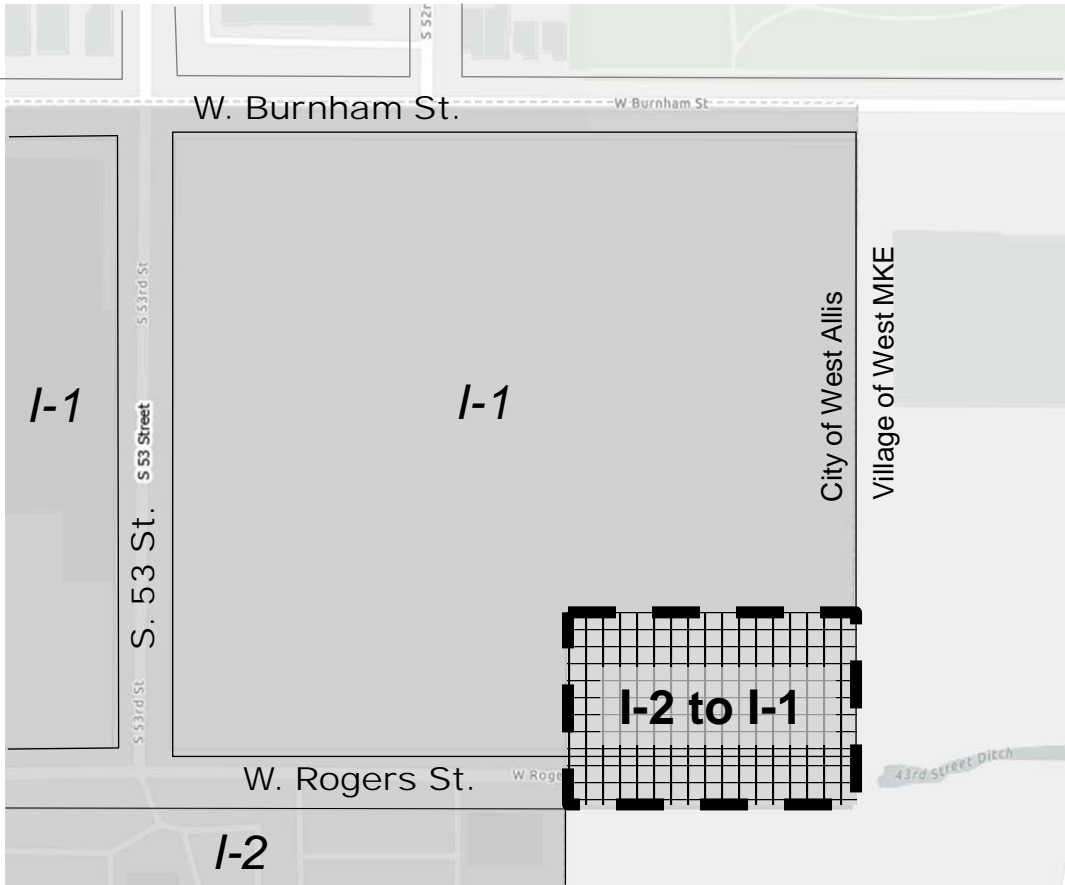 S 52n
W. Burnham St.
W Burnham St
S 53rd St
I-1
S 53 Street
S. 53 St.
S 53rd St
I-1
City of West Allis
Village of West MKE
I-2 to I-1
W. Rogers St.
W Roge
43rd Street Ditch
I-2